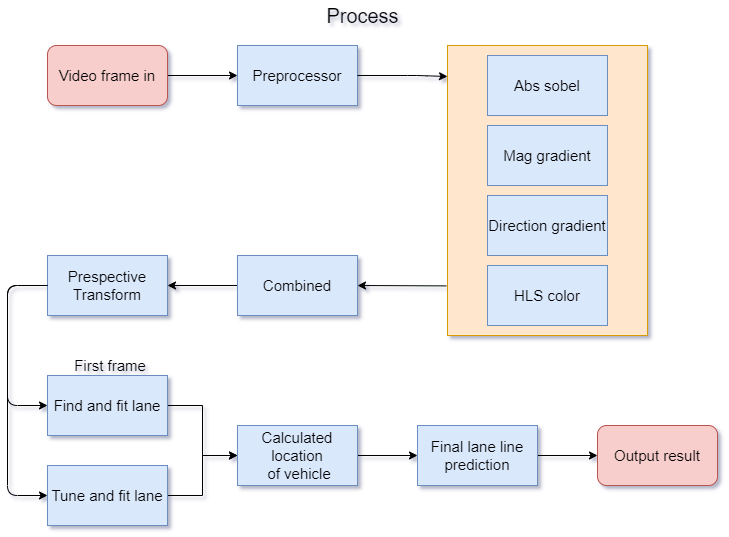 Process
Video frame in
Preprocessor
Abs sobel
Mag gradient
Direction gradient
HLS color
Combined
Prespective
Transform
First frame
Find and fit lane
Tune and fit lane
Calculated
location
of vehicle
Final lane line
prediction
Output result